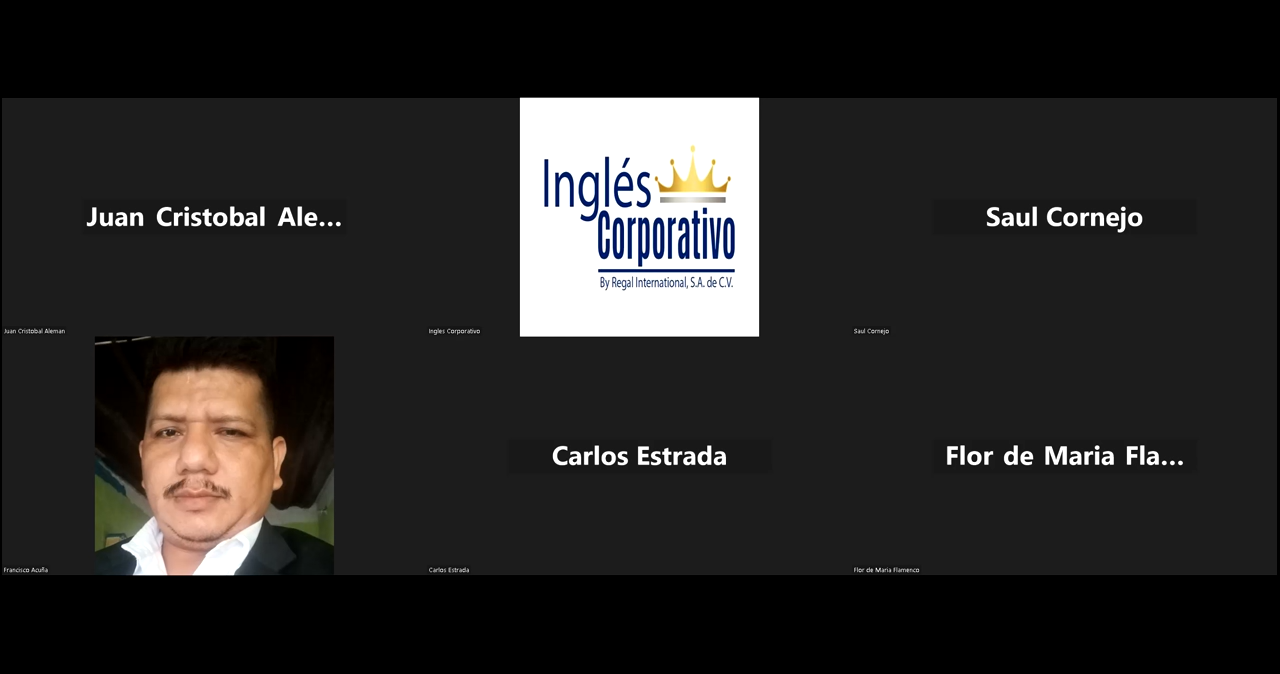 Juan Cristobal Ale...
Juan Cristobal Aleman
Inglés
Corporativo
By Regal International, S.A. de C.V.
Ingles Corporativo
Saul Cornejo
Saul Cornejo
Francisco Acuña
Carlos Estrada
Carlos Estrada
Flor de Maria Fla...
Flor de Maria Flamenco